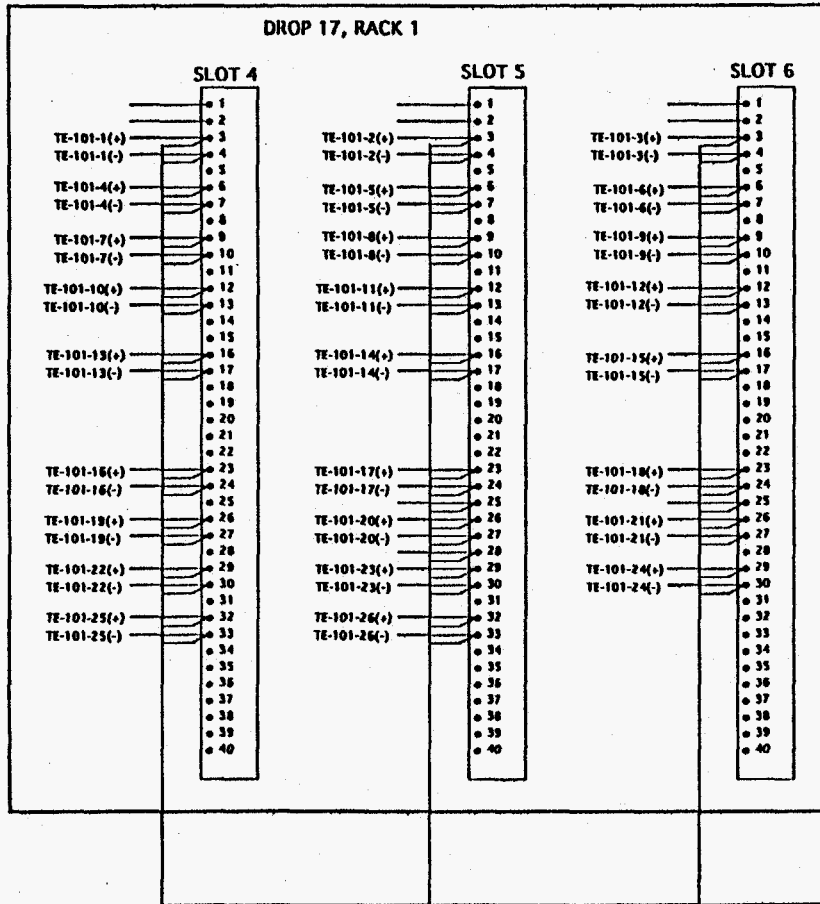 DROP 17, RACK 1
SLOT 4
1
2
TE-101-1(+) 3
TE-101-1(-) 4
5
TE-101-4(+) 6
TE-101-4(-) 7
8
TE-101-7(+) 9
TE-101-7(-) 10
11
TE-101-10(+) 12
TE-101-10(-) 13
14
15
TE-101-13(+) 16
TE-101-13(-) 17
18
19
20
21
22
TE-101-16(+) 23
TE-101-16(-) 24
25
TE-101-19(+) 26
TE-101-19(-) 27
28
TE-101-22(+) 29
TE-101-22(-) 30
31
TE-101-25(+) 32
TE-101-25(-) 33
34
35
36
37
38
39
40
SLOT 5
1
2
TE-101-2(+) 3
TE-101-2(-) 4
5
TE-101-5(+) 6
TE-101-5(-) 7
8
TE-101-8(+) 9
TE-101-8(-) 10
11
TE-101-11(+) 12
TE-101-11(-) 13
14
15
TE-101-14(+) 16
TE-101-14(-) 17
18
19
20
21
22
TE-101-17(+) 23
TE-101-17(-) 24
25
TE-101-20(+) 26
TE-101-20(-) 27
28
TE-101-23(+) 29
TE-101-23(-) 30
31
TE-101-26(+) 32
TE-101-26(-) 33
34
35
36
37
38
39
40
SLOT 6
1
2
TE-101-3(+) 3
TE-101-3(-) 4
5
TE-101-6(+) 6
TE-101-6(-) 7
8
TE-101-9(+) 9
TE-101-9(-) 10
11
TE-101-12(+) 12
TE-101-12(-) 13
14
15
TE-101-15(+) 16
TE-101-15(-) 17
18
19
20
21
22
TE-101-18(+) 23
TE-101-18(-) 24
25
TE-101-21(+) 26
TE-101-21(-) 27
28
TE-101-24(+) 29
TE-101-24(-) 30
31
32
33
34
35
36
37
38
39
40